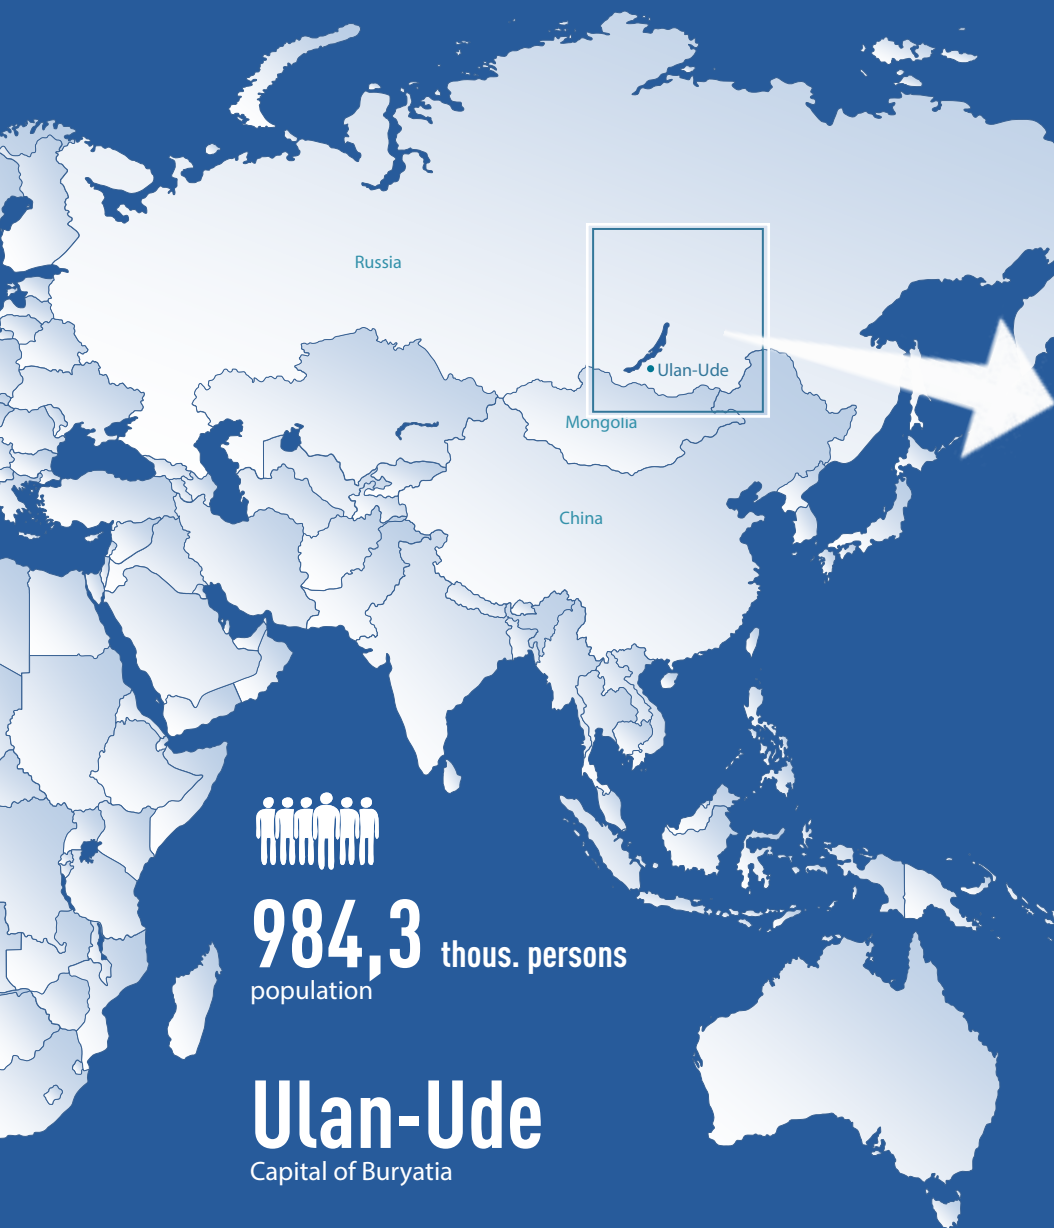 Russia
Ulan-Ude
Mongolia
China
984,3 thous. persons
population
Ulan-Ude
Capital of Buryatia